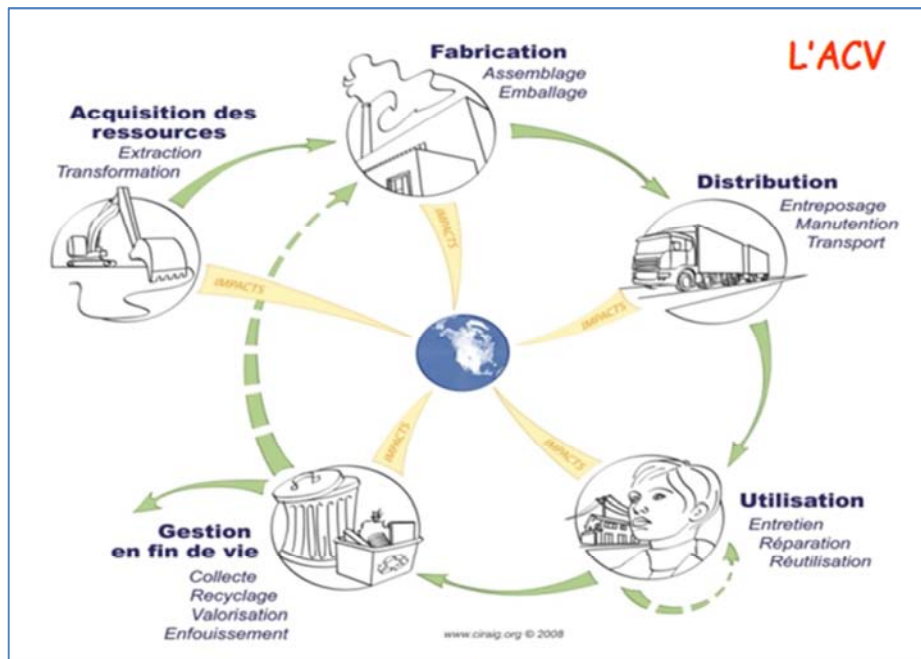 L'ACV
Fabrication
Assemblage
Emballage
Acquisition des
ressources
Extraction
Transformation
Distribution
Entreposage
Manutention
Transport
IMPACTS
IMPACTS
IMPACTS
IMPACTS
IMPACTS
Utilisation
Entretien
Réparation
Réutilisation
Gestion
en fin de vie
Collecte
Recyclage
Valorisation
Enfouissement
www.ciraig.org © 2008